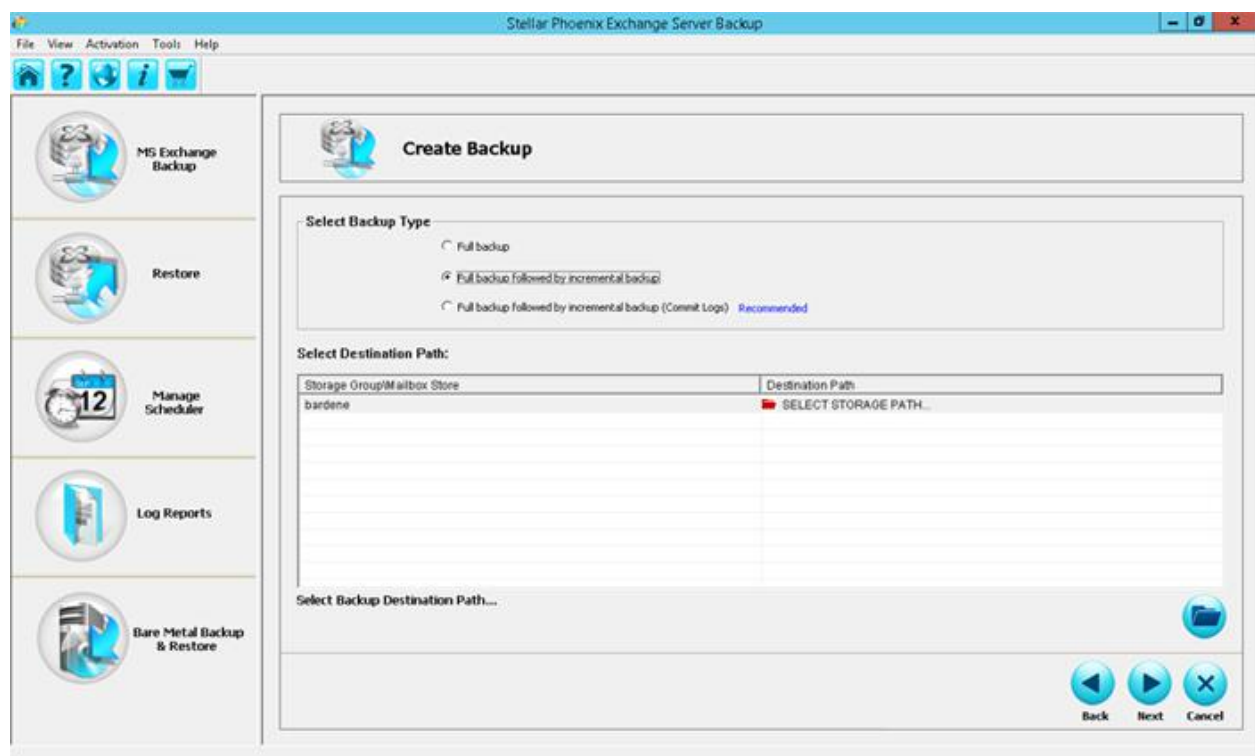 Stellar Phoenix Exchange Server Backup
File View Activation Tools Help
MS Exchange
Backup
Restore
12
Manage
Scheduler
Log Reports
Bare Metal Backup
& Restore
Create Backup
Select Backup Type
Full backup
Full backup followed by incremental backup
Full backup followed by incremental backup (Commit Logs) Recommended
Select Destination Path:
Storage Group\Mailbox Store Destination Path
bardene SELECT STORAGE PATH...
Select Backup Destination Path...
Back Next Cancel